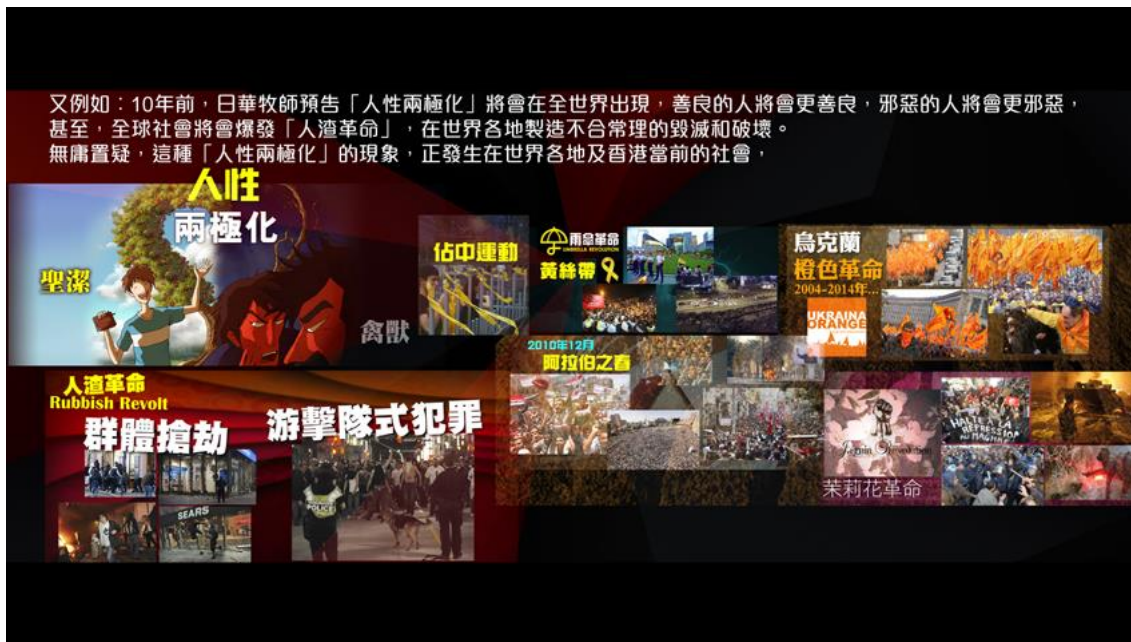 又例如：10年前，日華牧師預告「人性兩極化」將會在全世界出現，善良的人將會更善良，邪惡的人將會更邪惡，
甚至，全球社會將會爆發「人渣革命」，在世界各地製造不合常理的毀滅和破壞。
無庸置疑，這種「人性兩極化」的現象，正發生在世界各地及香港當前的社會，
人性
兩極化
聖潔
禽獸
佔中運動
雨傘革命
UMBRELLA REVOLUTION
黃絲帶
烏克蘭
橙色革命
2004-2014年...
UKRAINA
ORANGE
2010年12月
阿拉伯之春
人渣革命
Rubbish Revolt
群體搶劫
游擊隊式犯罪
SEARS
POLICE
HALTE A LA
REPRESSION
AU MAGHREB
茉莉花革命